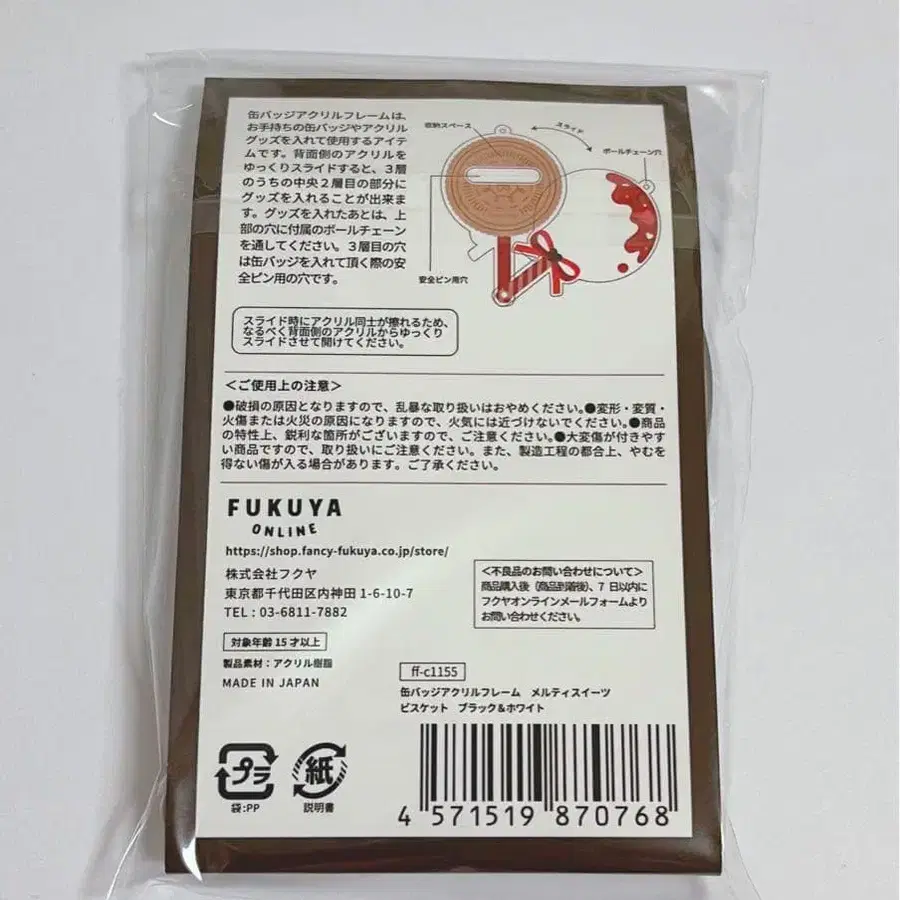 缶バッジアクリルフレームは、
お手持ちの缶バッジやアクリル
グッズを入れて使用するアイテ
ムです。背面側のアクリルを
ゆっくりスライドすると、3層
のうちの中央2層目の部分に
グッズを入れることが出来ま
す。グッズを入れたあとは、上
部の穴に付属のボールチェーン
を通してください。3層目の穴
は缶バッジを入れて頂く際の安
全ピン用の穴です。
収納スペース
スライド
ボールチェーン穴
安全ピン用穴
スライド時にアクリル同士が擦れるため、
なるべく背面側のアクリルからゆっくり
スライドさせて開けてください。
＜ご使用上の注意＞
●破損の原因となりますので、乱暴な取り扱いはおやめください。●変形・変質・
火傷または火災の原因になりますので、火気には近づけないでください。●商品
の特性上、鋭利な箇所がございますので、ご注意ください。●大変傷が付きやす
い商品ですので、取り扱いにご注意ください。また、製造工程の都合上、やむを
得ない傷が入る場合があります。ご了承ください。
FUKUYA
ONLINE
https://shop.fancy-fukuya.co.jp/store/
株式会社フクヤ
東京都千代田区内神田1-6-10-7
TEL : 03-6811-7882
＜不良品のお問い合わせについて＞
商品購入後（商品到着後）、7日以内に
フクヤオンラインメールフォームより
お問い合わせください。
対象年齢15才以上
製品素材：アクリル樹脂
MADE IN JAPAN
ff-c1155
缶バッジアクリルフレーム　メルティスイーツ
ビスケット　ブラック＆ホワイト
プラ
袋:PP
紙
説明書
4 571519 870768